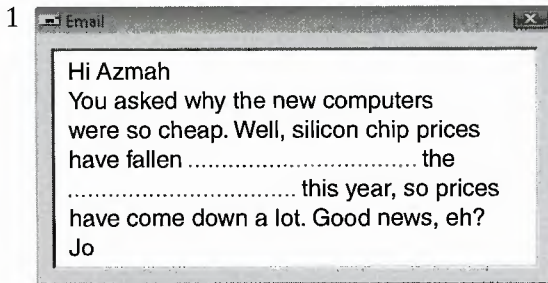 1
Email
Hi Azmah
You asked why the new computers
were so cheap. Well, silicon chip prices
have fallen ................................. the
................................. this year, so prices
have come down a lot. Good news, eh?
Jo